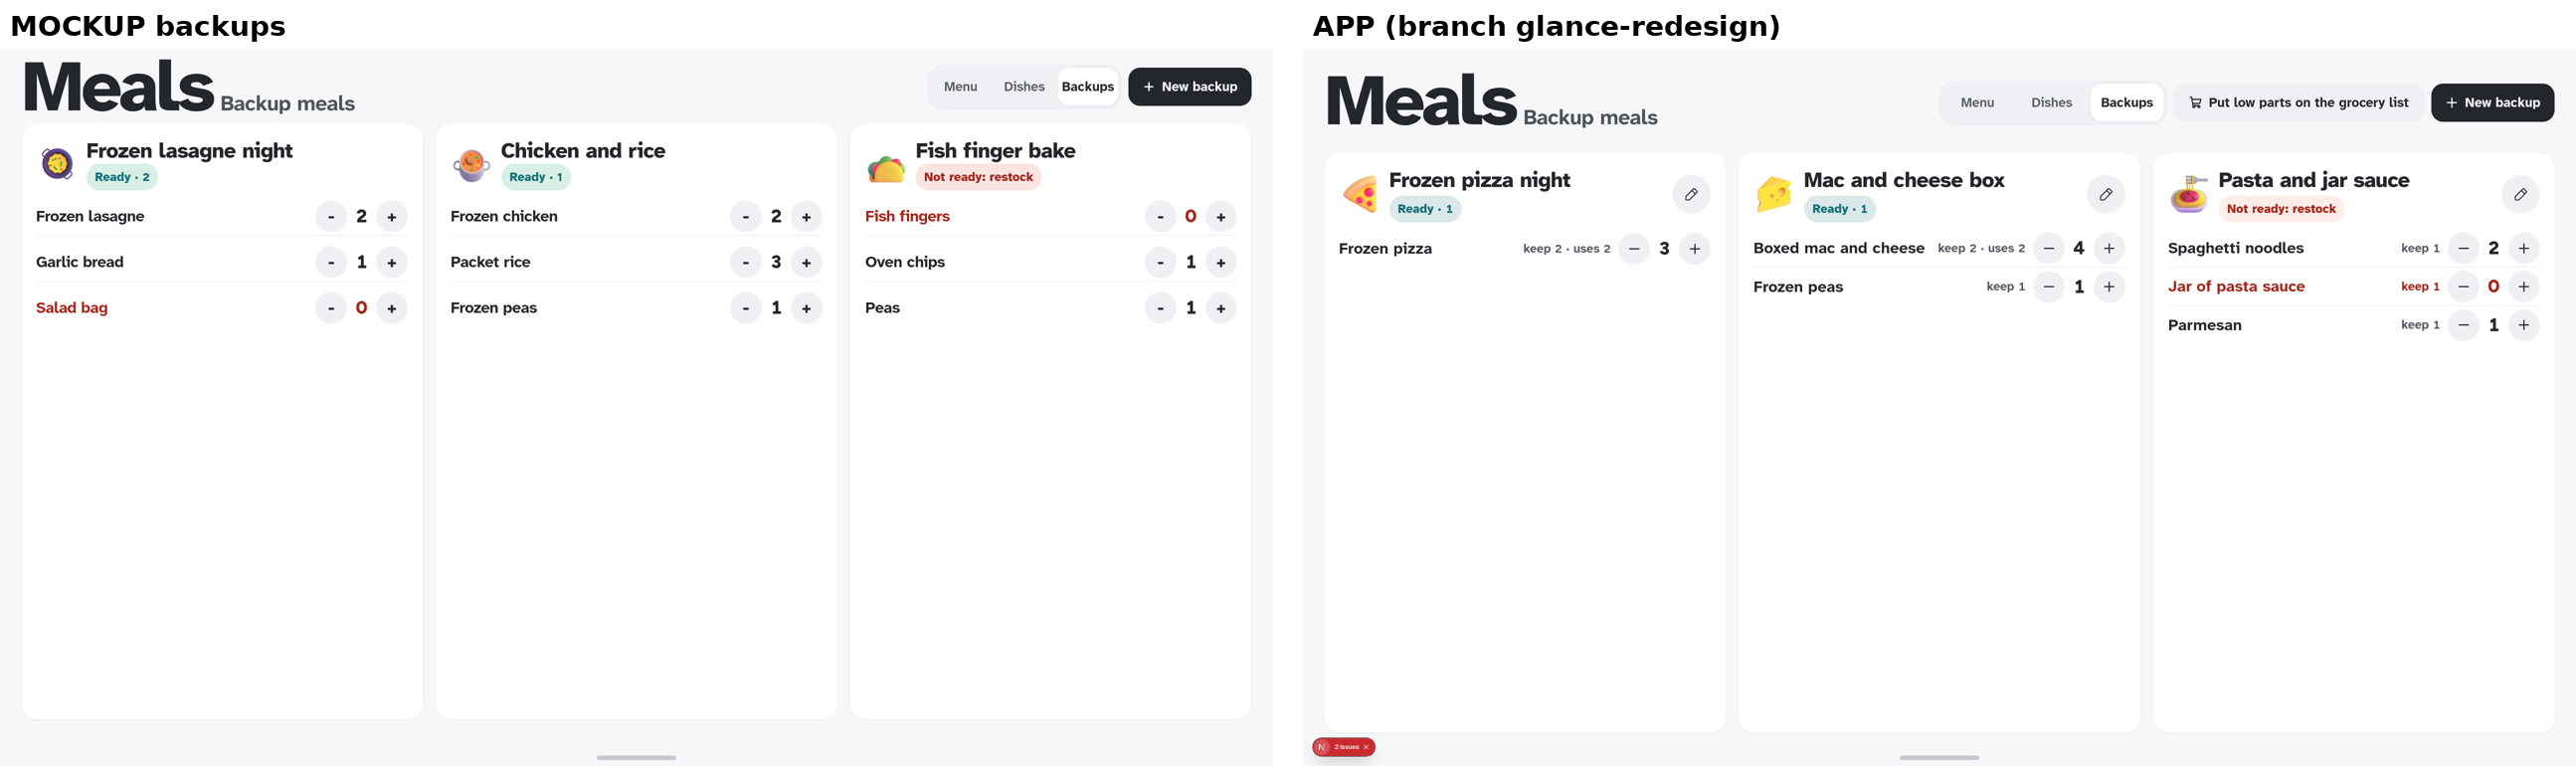 MOCKUP backups
Meals Backup meals
Menu Dishes Backups + New backup
Frozen lasagne night
Ready · 2
Frozen lasagne - 2 +
Garlic bread - 1 +
Salad bag - 0 +
Chicken and rice
Ready · 1
Frozen chicken - 2 +
Packet rice - 3 +
Frozen peas - 1 +
Fish finger bake
Not ready: restock
Fish fingers - 0 +
Oven chips - 1 +
Peas - 1 +
APP (branch glance-redesign)
Meals Backup meals
Menu Dishes Backups Put low parts on the grocery list + New backup
Frozen pizza night
Ready · 1
Frozen pizza keep 2 · uses 2 − 3 +
Mac and cheese box
Ready · 1
Boxed mac and cheese keep 2 · uses 2 − 4 +
Frozen peas keep 1 − 1 +
Pasta and jar sauce
Not ready: restock
Spaghetti noodles keep 1 − 2 +
Jar of pasta sauce keep 1 − 0 +
Parmesan keep 1 − 1 +
N 2 Issues ×